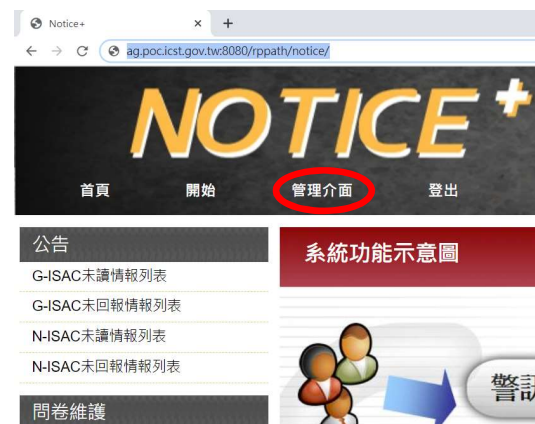 Notice+
ag.poc.icst.gov.tw:8080/rppath/notice/
NOTICE+
首頁 開始 管理介面 登出
公告
G-ISAC未讀情報列表
G-ISAC未回報情報列表
N-ISAC未讀情報列表
N-ISAC未回報情報列表
問卷維護
系統功能示意圖
警訊